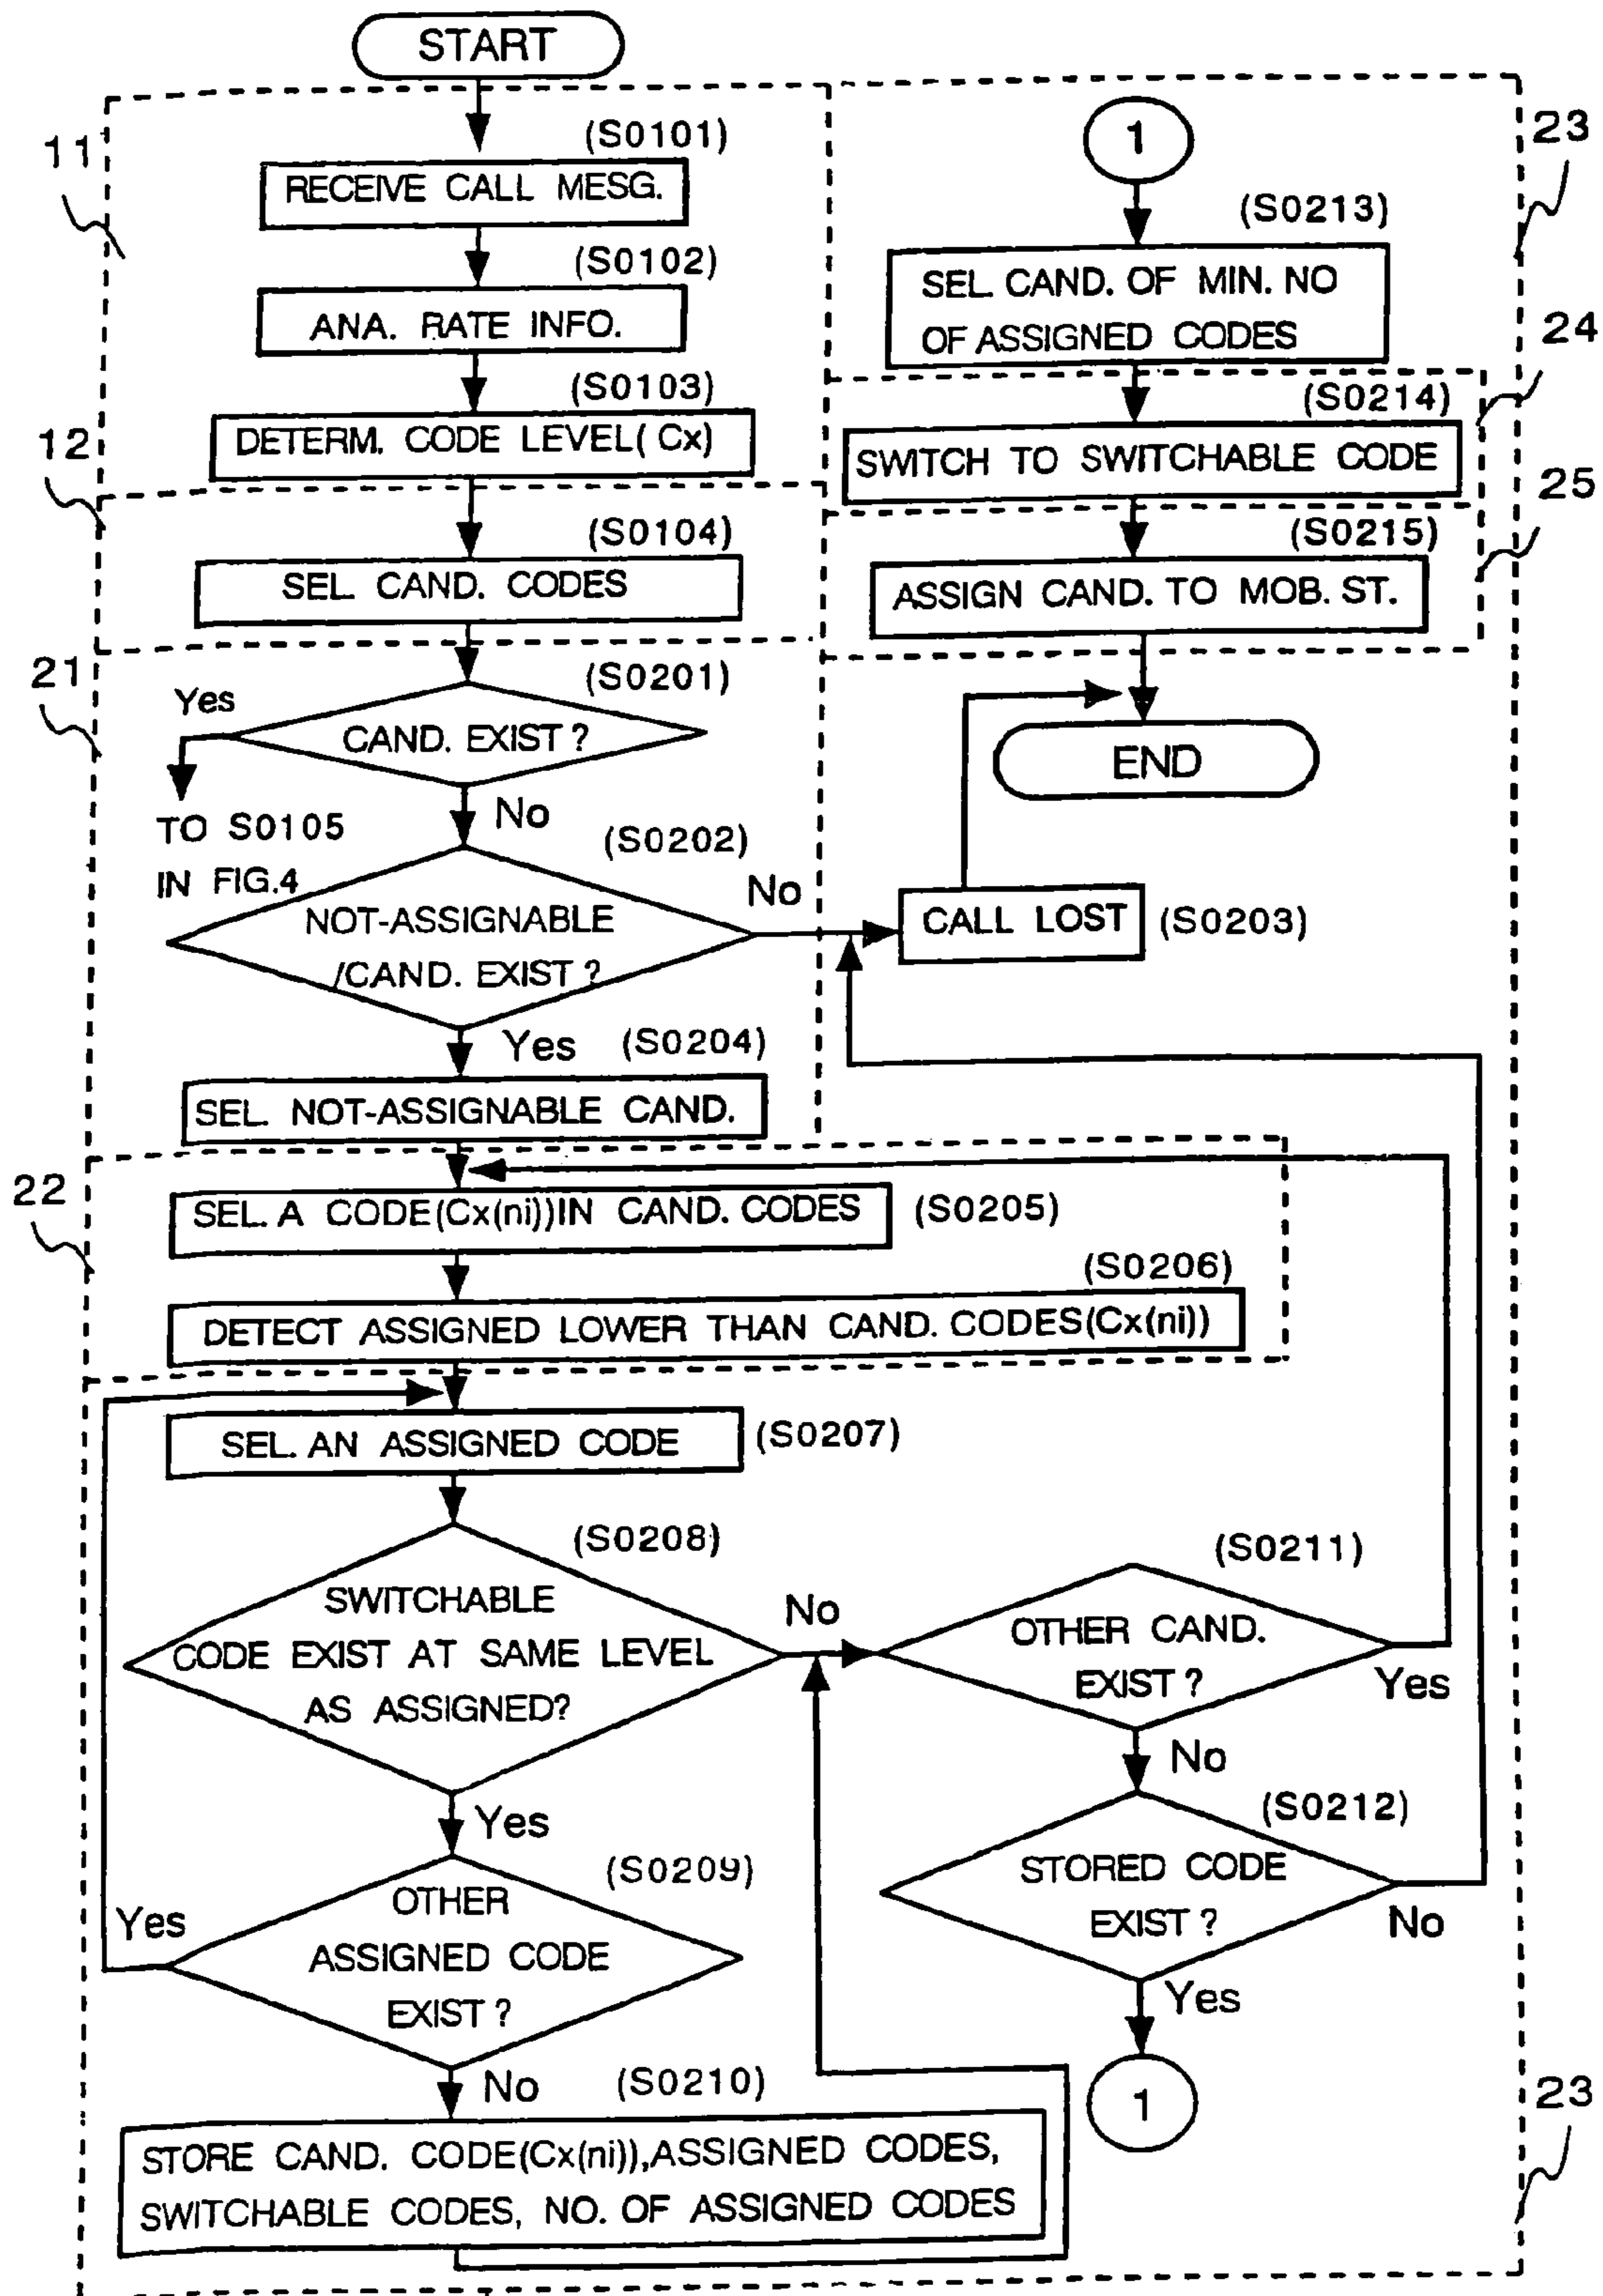 START
11
(S0101)
RECEIVE CALL MESG.
(S0102)
ANA. RATE INFO.
(S0103)
DETERM. CODE LEVEL( Cx)
12
(S0104)
SEL. CAND. CODES
21
(S0201)
Yes
CAND. EXIST ?
TO S0105
IN FIG.4
No
(S0202)
NOT-ASSIGNABLE
/CAND. EXIST ?
No
CALL LOST
(S0203)
Yes
(S0204)
SEL. NOT-ASSIGNABLE CAND.
22
SEL. A CODE(Cx(ni))IN CAND. CODES
(S0205)
(S0206)
DETECT ASSIGNED LOWER THAN CAND. CODES(Cx(ni))
SEL. AN ASSIGNED CODE
(S0207)
(S0208)
SWITCHABLE
CODE EXIST AT SAME LEVEL
AS ASSIGNED?
No
Yes
(S0209)
OTHER
ASSIGNED CODE
EXIST ?
Yes
No
(S0210)
STORE CAND. CODE(Cx(ni)),ASSIGNED CODES,
SWITCHABLE CODES, NO. OF ASSIGNED CODES
(S0211)
OTHER CAND.
EXIST ?
Yes
No
(S0212)
STORED CODE
EXIST ?
No
Yes
1
23
1
23
(S0213)
SEL. CAND. OF MIN. NO
OF ASSIGNED CODES
24
(S0214)
SWITCH TO SWITCHABLE CODE
25
(S0215)
ASSIGN CAND. TO MOB. ST.
END